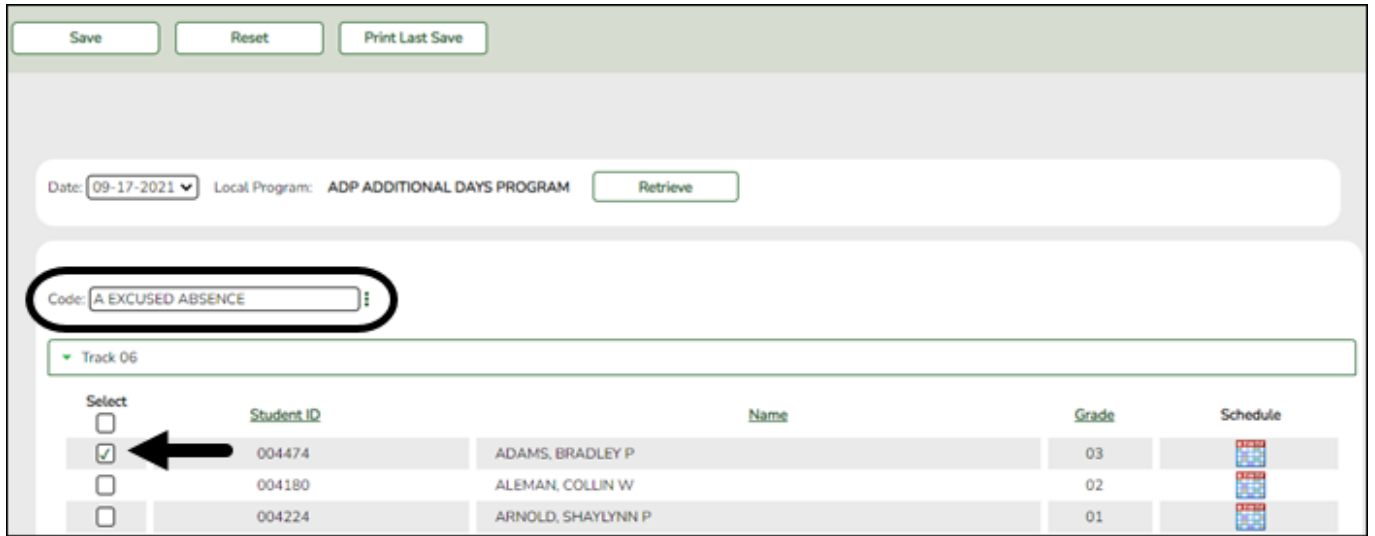 Save Reset Print Last Save
Date: 09-17-2021 Local Program: ADP ADDITIONAL DAYS PROGRAM Retrieve
Code: A EXCUSED ABSENCE
Track 06
Select Student ID Name Grade Schedule
004474 ADAMS, BRADLEY P 03
004180 ALEMAN, COLLIN W 02
004224 ARNOLD, SHAYLYNN P 01